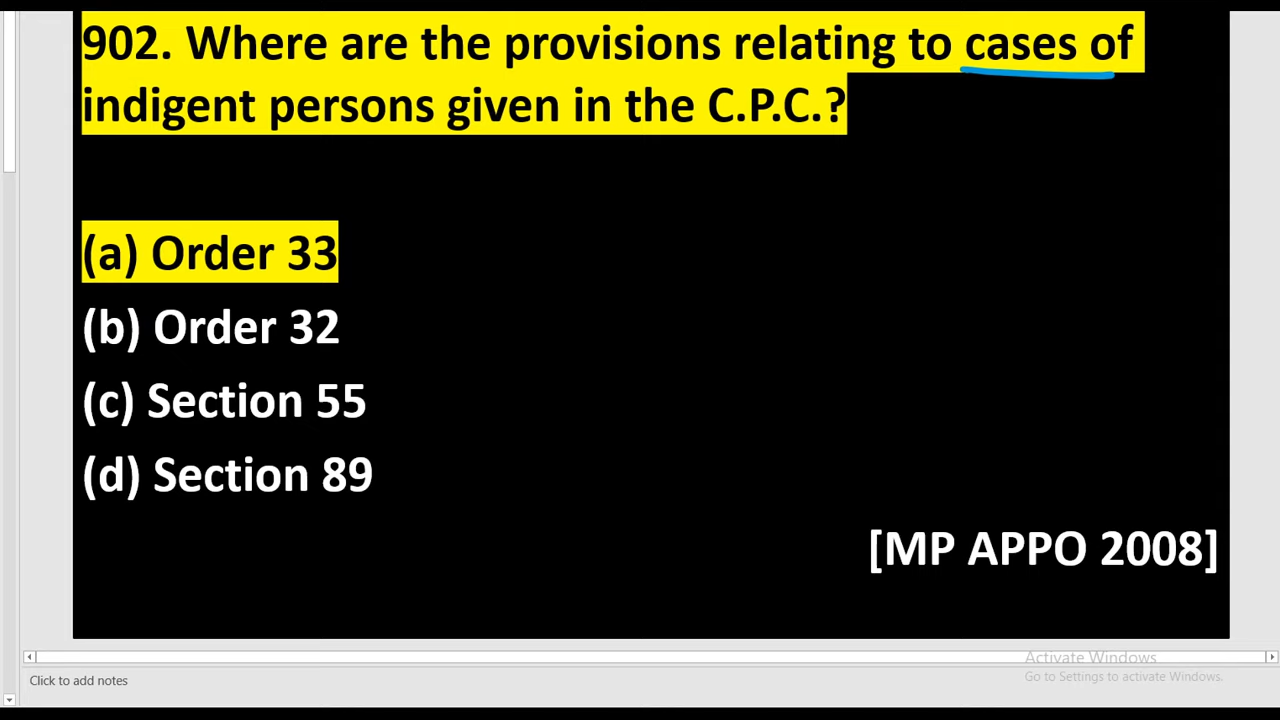 902. Where are the provisions relating to cases of
indigent persons given in the C.P.C.?
(a) Order 33
(b) Order 32
(c) Section 55
(d) Section 89
[MP APPO 2008]
Activate Windows
Go to Settings to activate Windows.
Click to add notes